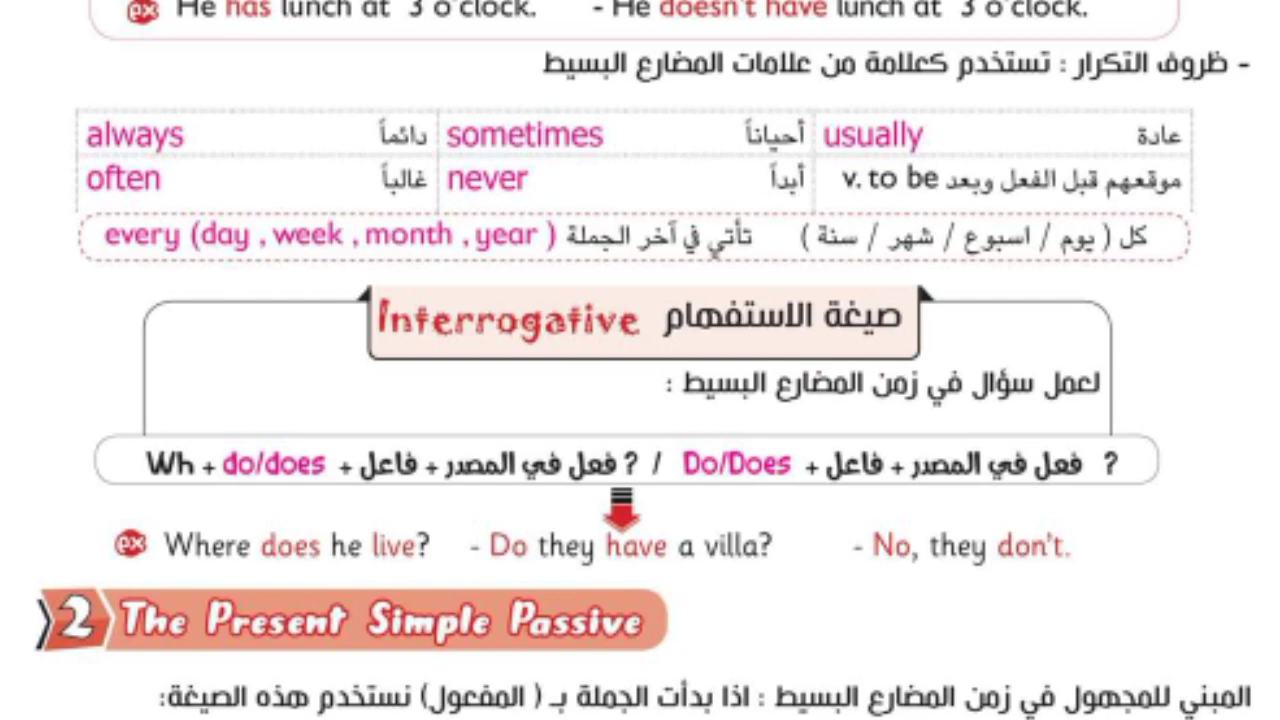 ex He has lunch at 3 o'clock. - He doesn't have lunch at 3 o'clock.
- ظروف التكرار : تستخدم كعلامة من علامات المضارع البسيط
always دائماً sometimes أحياناً usually عادة
often غالباً never أبداً موقعهم قبل الفعل وبعد v. to be
every (day , week , month , year ) تأتي في آخر الجملة كل ( يوم / اسبوع / شهر / سنة )
Interrogative صيغة الاستفهام
لعمل سؤال في زمن المضارع البسيط :
Wh + do/does + فاعل + فعل في المصدر ? / Do/Does + فاعل + فعل في المصدر ?
ex Where does he live? - Do they have a villa? - No, they don't.
2 The Present Simple Passive
المبني للمجهول في زمن المضارع البسيط : اذا بدأت الجملة بـ ( المفعول) نستخدم هذه الصيغة: